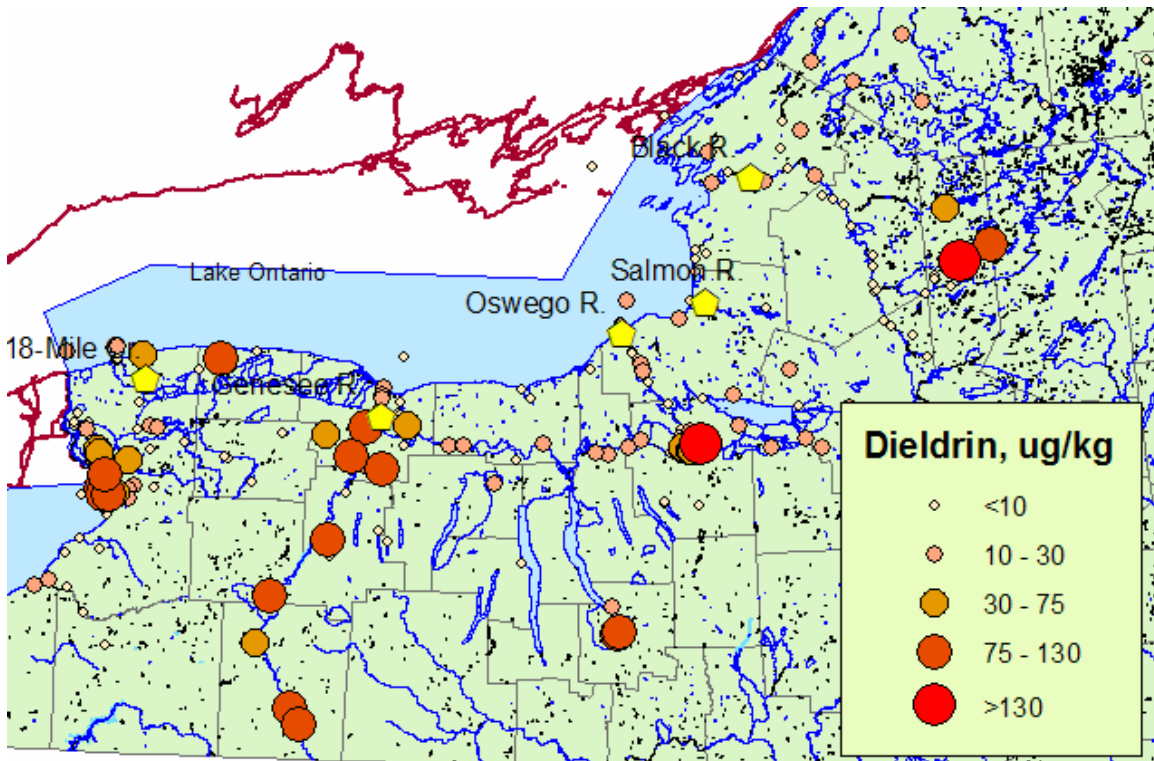 Black R.
Lake Ontario
Salmon R.
Oswego R.
18-Mile Cr.
Genesee R.
Dieldrin, ug/kg
<10
10 - 30
30 - 75
75 - 130
>130